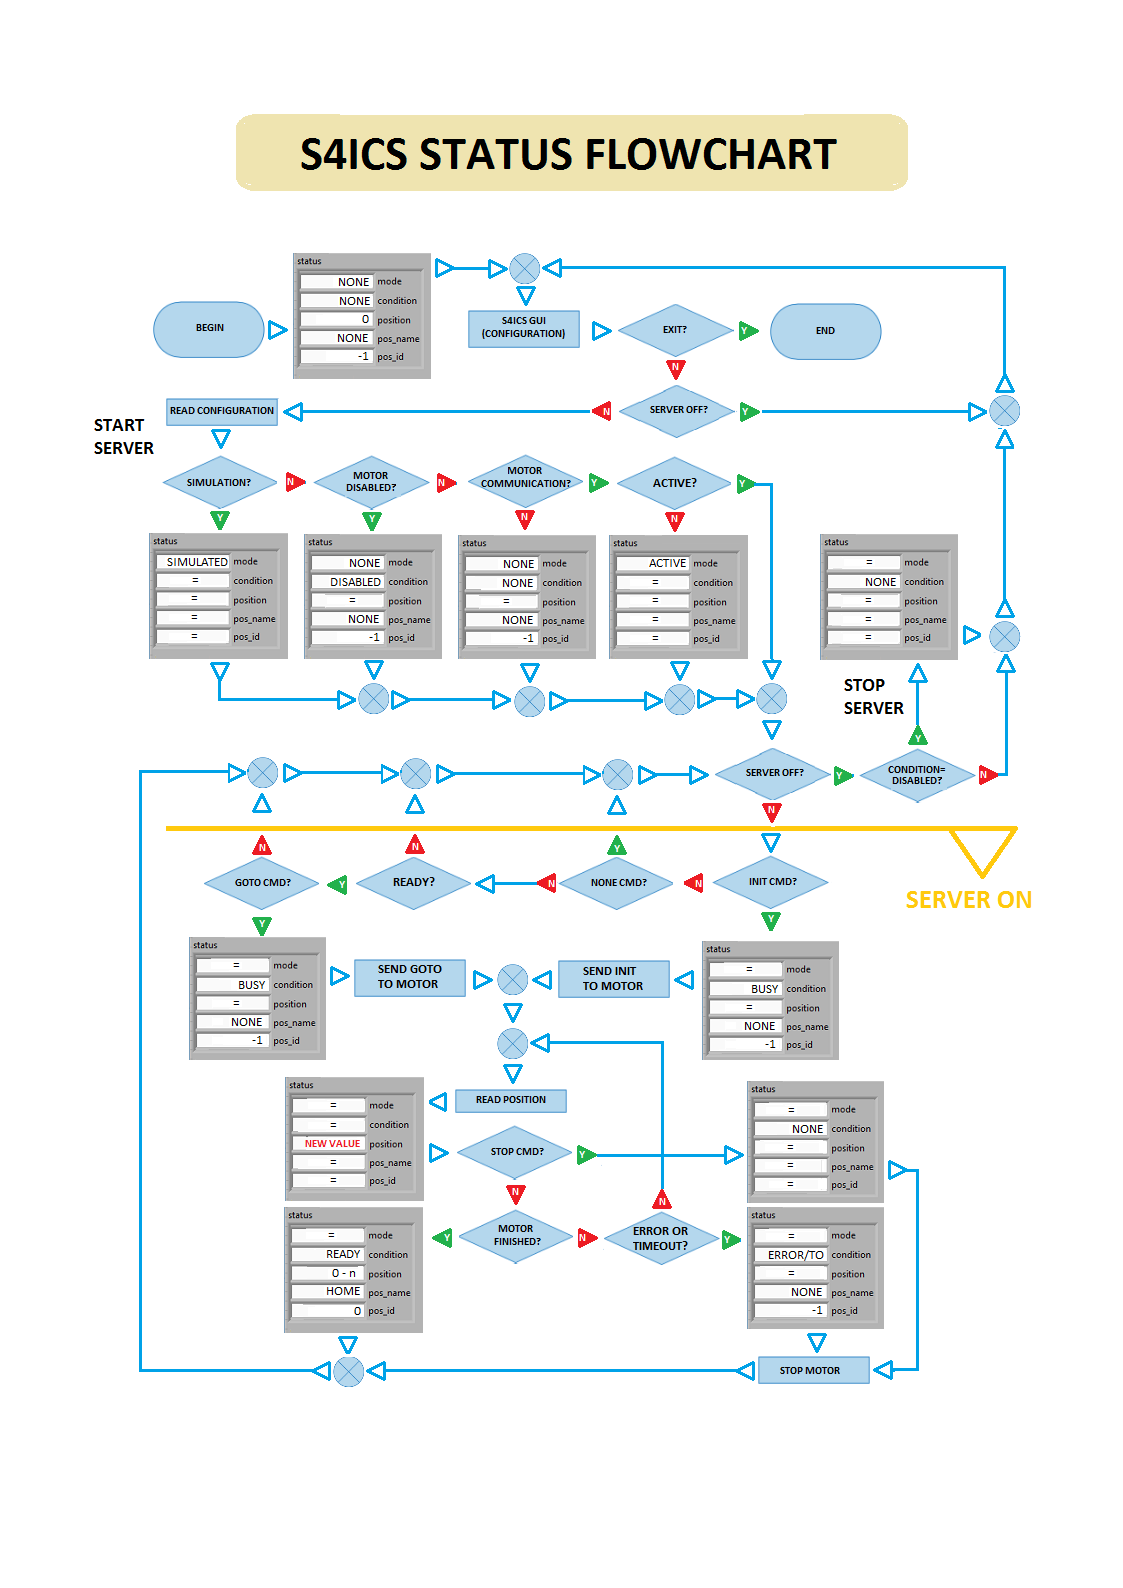 S4ICS STATUS FLOWCHART
status
NONE mode
NONE condition
0 position
NONE pos_name
-1 pos_id
BEGIN
S4ICS GUI
(CONFIGURATION)
EXIT?
Y
END
N
READ CONFIGURATION
N
SERVER OFF?
Y
START
SERVER
SIMULATION?
N
MOTOR
DISABLED?
N
MOTOR
COMMUNICATION?
Y
ACTIVE?
Y
Y
Y
N
N
status
SIMULATED mode
= condition
= position
= pos_name
= pos_id
status
NONE mode
DISABLED condition
= position
NONE pos_name
-1 pos_id
status
NONE mode
NONE condition
= position
NONE pos_name
-1 pos_id
status
ACTIVE mode
= condition
= position
= pos_name
= pos_id
status
= mode
NONE condition
= position
= pos_name
= pos_id
STOP
SERVER
Y
SERVER OFF?
Y
CONDITION=
DISABLED?
N
N
SERVER ON
N
N
Y
GOTO CMD?
Y
READY?
N
NONE CMD?
N
INIT CMD?
Y
Y
status
= mode
BUSY condition
= position
NONE pos_name
-1 pos_id
SEND GOTO
TO MOTOR
SEND INIT
TO MOTOR
status
= mode
BUSY condition
= position
NONE pos_name
-1 pos_id
READ POSITION
status
= mode
= condition
NEW VALUE position
= pos_name
= pos_id
STOP CMD?
Y
N
status
= mode
NONE condition
= position
= pos_name
= pos_id
N
status
= mode
READY condition
0 - n position
HOME pos_name
0 pos_id
Y
MOTOR
FINISHED?
N
ERROR OR
TIMEOUT?
Y
status
= mode
ERROR/TO condition
= position
NONE pos_name
-1 pos_id
STOP MOTOR